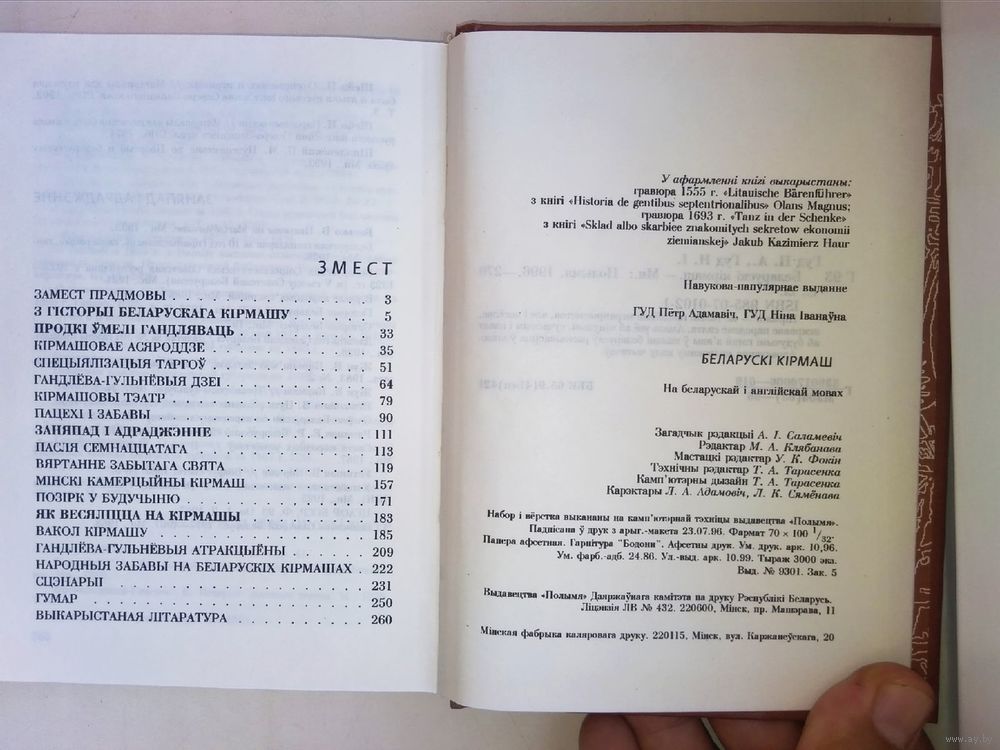 ЗМЕСТ
ЗАМЕСТ ПРАДМОВЫ . . . . . . . . . . . . . . . . . . 3
З ГІСТОРЫІ БЕЛАРУСКАГА КІРМАШУ . . . . . . . 5
ПРОДКІ ЎМЕЛІ ГАНДЛЯВАЦЬ . . . . . . . . . . . 33
КІРМАШОВАЕ АСЯРОДДЗЕ . . . . . . . . . . . . . . 35
СПЕЦЫЯЛІЗАЦЫЯ ТАРГОЎ . . . . . . . . . . . . . . 51
ГАНДЛЁВА-ГУЛЬНЁВЫЯ ДЗЕІ . . . . . . . . . . . . 64
КІРМАШОВЫ ТЭАТР . . . . . . . . . . . . . . . . . . 79
ПАЦЕХІ І ЗАБАВЫ . . . . . . . . . . . . . . . . . . . 90
ЗАНЯПАД І АДРАДЖЭННЕ . . . . . . . . . . . . . 111
ПАСЛЯ СЕМНАЦЦАТАГА . . . . . . . . . . . . . . . 113
ВЯРТАННЕ ЗАБЫТАГА СВЯТА . . . . . . . . . . . . 119
МІНСКІ КАМЕРЦЫЙНЫ КІРМАШ . . . . . . . . . . 157
ПОЗІРК У БУДУЧЫНЮ . . . . . . . . . . . . . . . . 171
ЯК ВЕСЯЛІЦЦА НА КІРМАШЫ . . . . . . . . . . . 183
ВАКОЛ КІРМАШУ . . . . . . . . . . . . . . . . . . . 185
ГАНДЛЁВА-ГУЛЬНЁВЫЯ АТРАКЦЫЁНЫ . . . . . . 209
НАРОДНЫЯ ЗАБАВЫ НА БЕЛАРУСКІХ КІРМАШАХ . 222
СЦЭНАРЫІ . . . . . . . . . . . . . . . . . . . . . . 231
ГУМАР . . . . . . . . . . . . . . . . . . . . . . . . 250
ВЫКАРЫСТАНАЯ ЛІТАРАТУРА . . . . . . . . . . . . 260
У афармленні кнігі выкарыстаны:
гравюра 1555 г. «Litauische Bärenführer»
з кнігі «Historia de gentibus septentrionalibus» Olans Magnus;
гравюра 1693 г. «Tanz in der Schenke»
з кнігі «Sklad albo skarbiec znakomitych sekretow ekonomii
ziemianskej» Jakub Kazimierz Haur
Навукова-папулярнае выданне
ГУД Пётр Адамавіч, ГУД Ніна Іванаўна
БЕЛАРУСКІ КІРМАШ
На беларускай і англійскай мовах
Загадчык рэдакцыі А. І. Саламевіч
Рэдактар М. А. Клябанава
Мастацкі рэдактар У. К. Фокін
Тэхнічны рэдактар Т. А. Тарасенка
Камп'ютэрны дызайн Т. А. Тарасенка
Карэктары Л. А. Адамовіч, Л. К. Сямёнава
Набор і вёрстка выкананы на камп'ютэрнай тэхніцы выдавецтва «Полымя».
Падпісана ў друк з арыг.-макета 23.07.96. Фармат 70 × 100 1/32.
Папера афсетная. Гарнітура "Бодони". Афсетны друк. Ум. друк. арк. 10,96.
Ум. фарб.-адб. 24.86. Ул.-выд. арк. 10.99. Тыраж 3000 экз.
Выд. № 9301. Зак. 5
Выдавецтва «Полымя» Дзяржаўнага камітэта па друку Рэспублікі Беларусь.
Ліцэнзія ЛВ № 432. 220600, Мінск, пр. Машэрава, 11
Мінская фабрыка каляровага друку. 220115, Мінск, вул. Каржанеўскага, 20
www.ay.by